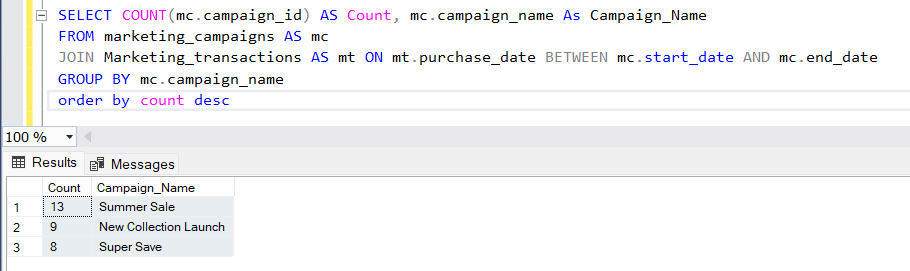 SELECT COUNT(mc.campaign_id) AS Count, mc.campaign_name As Campaign_Name
FROM marketing_campaigns AS mc
JOIN Marketing_transactions AS mt ON mt.purchase_date BETWEEN mc.start_date AND mc.end_date
GROUP BY mc.campaign_name
order by count desc
100 %
Results Messages
Count Campaign_Name
1 13 Summer Sale
2 9 New Collection Launch
3 8 Super Save